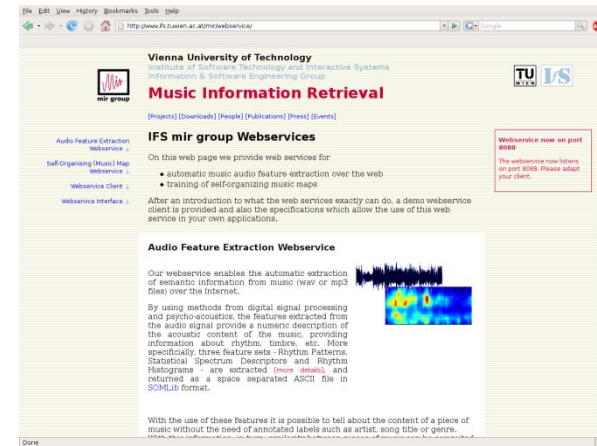 File Edit View History Bookmarks Tools Help
http://www.ifs.tuwien.ac.at/mir/webservice/
Google
Vienna University of Technology
Institute of Software Technology and Interactive Systems
Information & Software Engineering Group
Music Information Retrieval
[Projects] [Downloads] [People] [Publications] [Press] [Events]
Mir
mir group
TU
WIEN
IFS
Audio Feature Extraction
Webservice ↓
Self-Organising (Music) Map
Webservice ↓
Webservice Client ↓
Webservice Interface ↓
IFS mir group Webservices
On this web page we provide web services for
• automatic music audio feature extraction over the web
• training of self-organizing music maps
After an introduction to what the web services exactly can do, a demo webservice
client is provided and also the specifications which allow the use of this web
service in your own applications.
Webservice now on port
8088
The webservice now listens
on port 8088. Please adapt
your client.
Audio Feature Extraction Webservice
Our webservice enables the automatic extraction
of semantic information from music (wav or mp3
files) over the Internet.
By using methods from digital signal processing
and psycho-acoustics, the features extracted from
the audio signal provide a numeric description of
the acoustic content of the music, providing
information about rhythm, timbre, etc. More
specificially, three feature sets - Rhythm Patterns,
Statistical Spectrum Descriptors and Rhythm
Histograms - are extracted [more details], and
returned as a space separated ASCII file in
SOMLib format.
With the use of these features it is possible to tell about the content of a piece of
music without the need of annotated labels such as artist, song title or genre.
Done